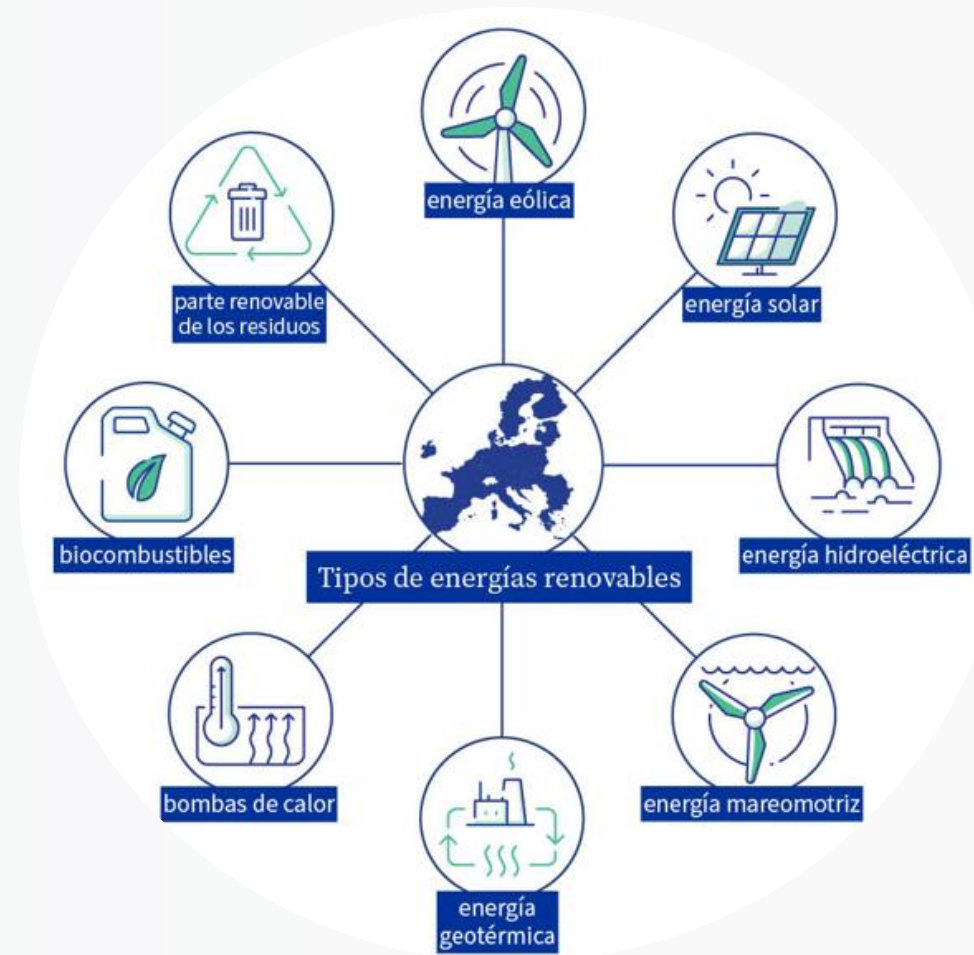 energía eólica
energía solar
parte renovable
de los residuos
biocombustibles
energía hidroeléctrica
Tipos de energías renovables
bombas de calor
energía mareomotriz
energía
geotérmica